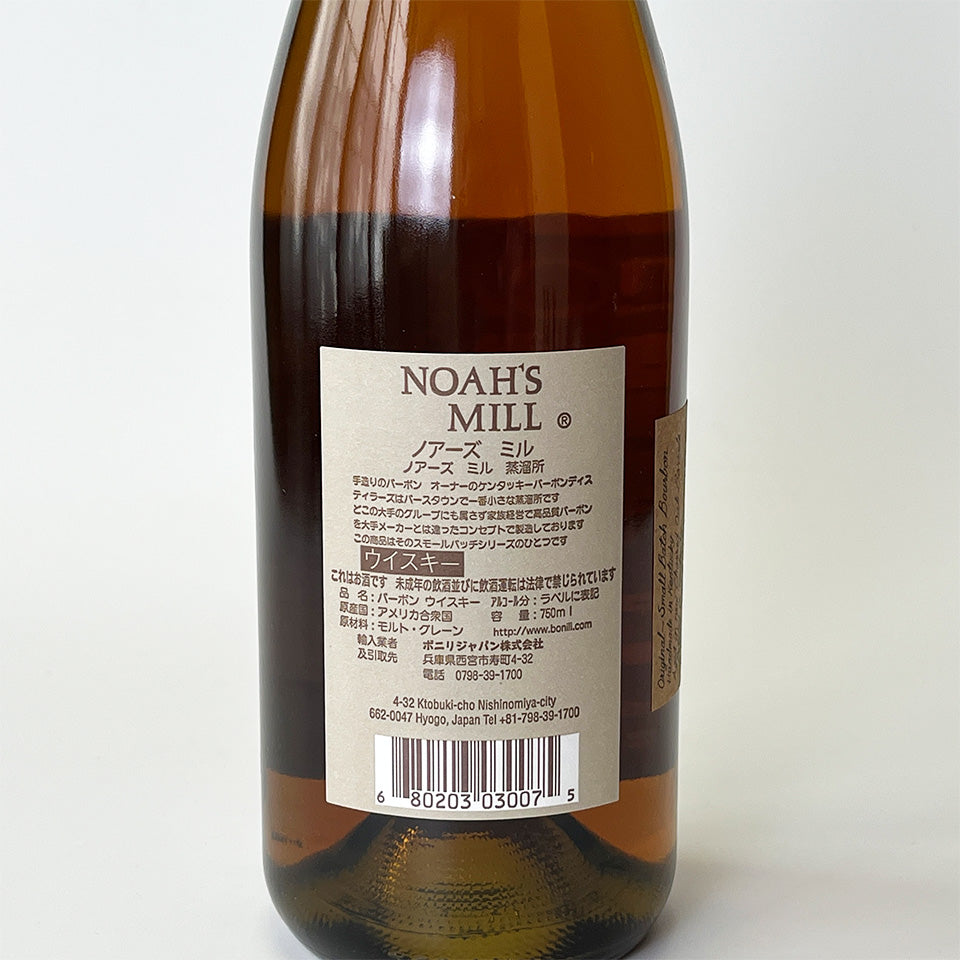 NOAH'S
MILL ®
ノアーズ ミル
ノアーズ ミル 蒸溜所
手造りのバーボン オーナーのケンタッキーバーボンディス
ティラーズはバースタウンで一番小さな蒸溜所です
どこの大手のグループにも属さず家族経営で高品質バーボン
を大手メーカーとは違ったコンセプトで製造しております
この商品はそのスモールバッチシリーズのひとつです
ウイスキー
これはお酒です 未成年の飲酒並びに飲酒運転は法律で禁じられています
品 名：バーボン ウイスキー アルコール分：ラベルに表記
原産国：アメリカ合衆国 容 量：750ml
原材料：モルト・グレーン http://www.bonili.com
輸入業者 ボニリジャパン株式会社
及引取先 兵庫県西宮市寿町4-32
電話 0798-39-1700
4-32 Ktobuki-cho Nishinomiya-city
662-0047 Hyogo, Japan Tel +81-798-39-1700
6 80203 03007 5
Original Small Batch Bourbon
Handmade in Kentucky